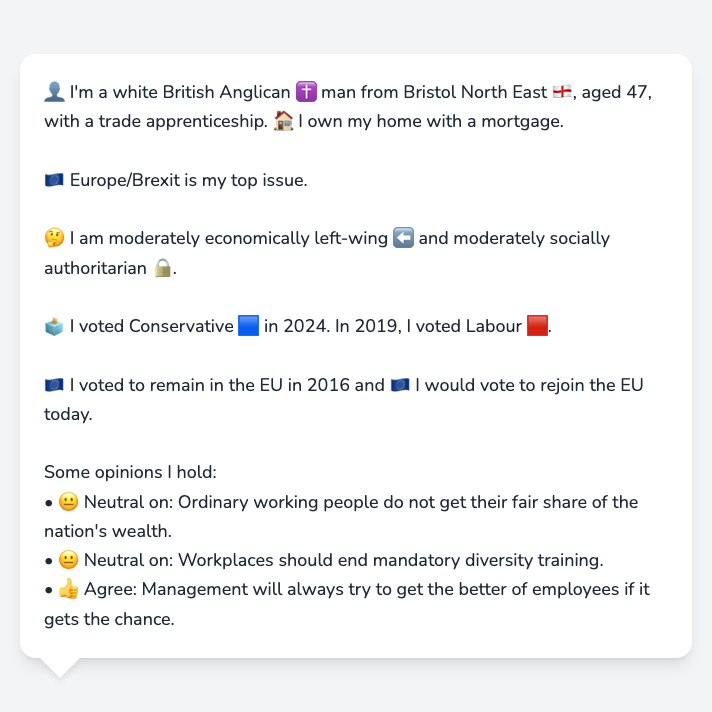 👤 I'm a white British Anglican ✝️ man from Bristol North East 🏴󠁧󠁢󠁥󠁮󠁧󠁿, aged 47,
with a trade apprenticeship. 🏠 I own my home with a mortgage.
🇪🇺 Europe/Brexit is my top issue.
🤔 I am moderately economically left-wing ⬅️ and moderately socially
authoritarian 🔒.
🗳️ I voted Conservative 🟦 in 2024. In 2019, I voted Labour 🟥.
🇪🇺 I voted to remain in the EU in 2016 and 🇪🇺 I would vote to rejoin the EU
today.
Some opinions I hold:
• 😐 Neutral on: Ordinary working people do not get their fair share of the
nation's wealth.
• 😐 Neutral on: Workplaces should end mandatory diversity training.
• 👍 Agree: Management will always try to get the better of employees if it
gets the chance.